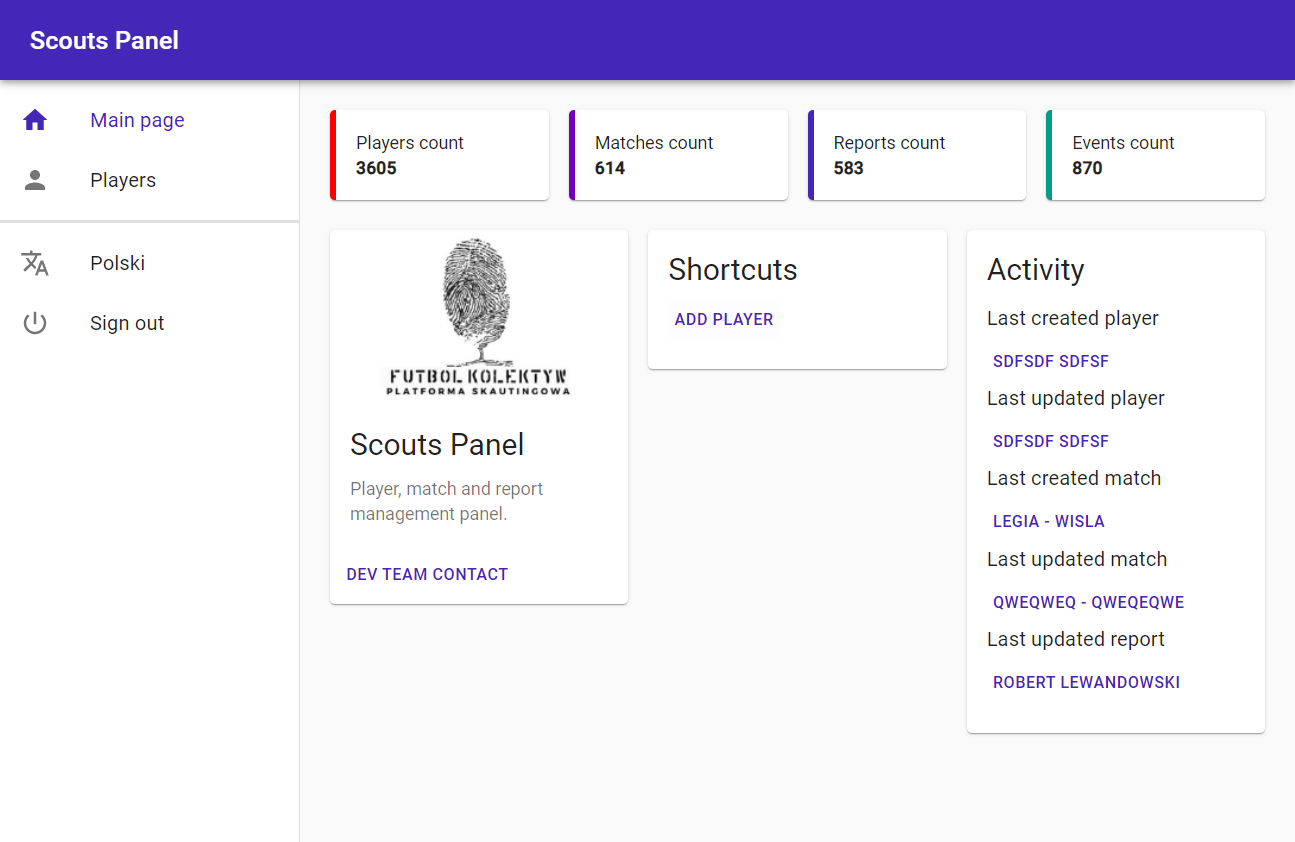 Scouts Panel
Main page
Players
Polski
Sign out
Players count
3605
Matches count
614
Reports count
583
Events count
870
FUTBOL KOLEKTYW
PLATFORMA SKAUTINGOWA
Scouts Panel
Player, match and report
management panel.
DEV TEAM CONTACT
Shortcuts
ADD PLAYER
Activity
Last created player
SDFSDF SDFSF
Last updated player
SDFSDF SDFSF
Last created match
LEGIA - WISLA
Last updated match
QWEQWEQ - QWEQEQWE
Last updated report
ROBERT LEWANDOWSKI